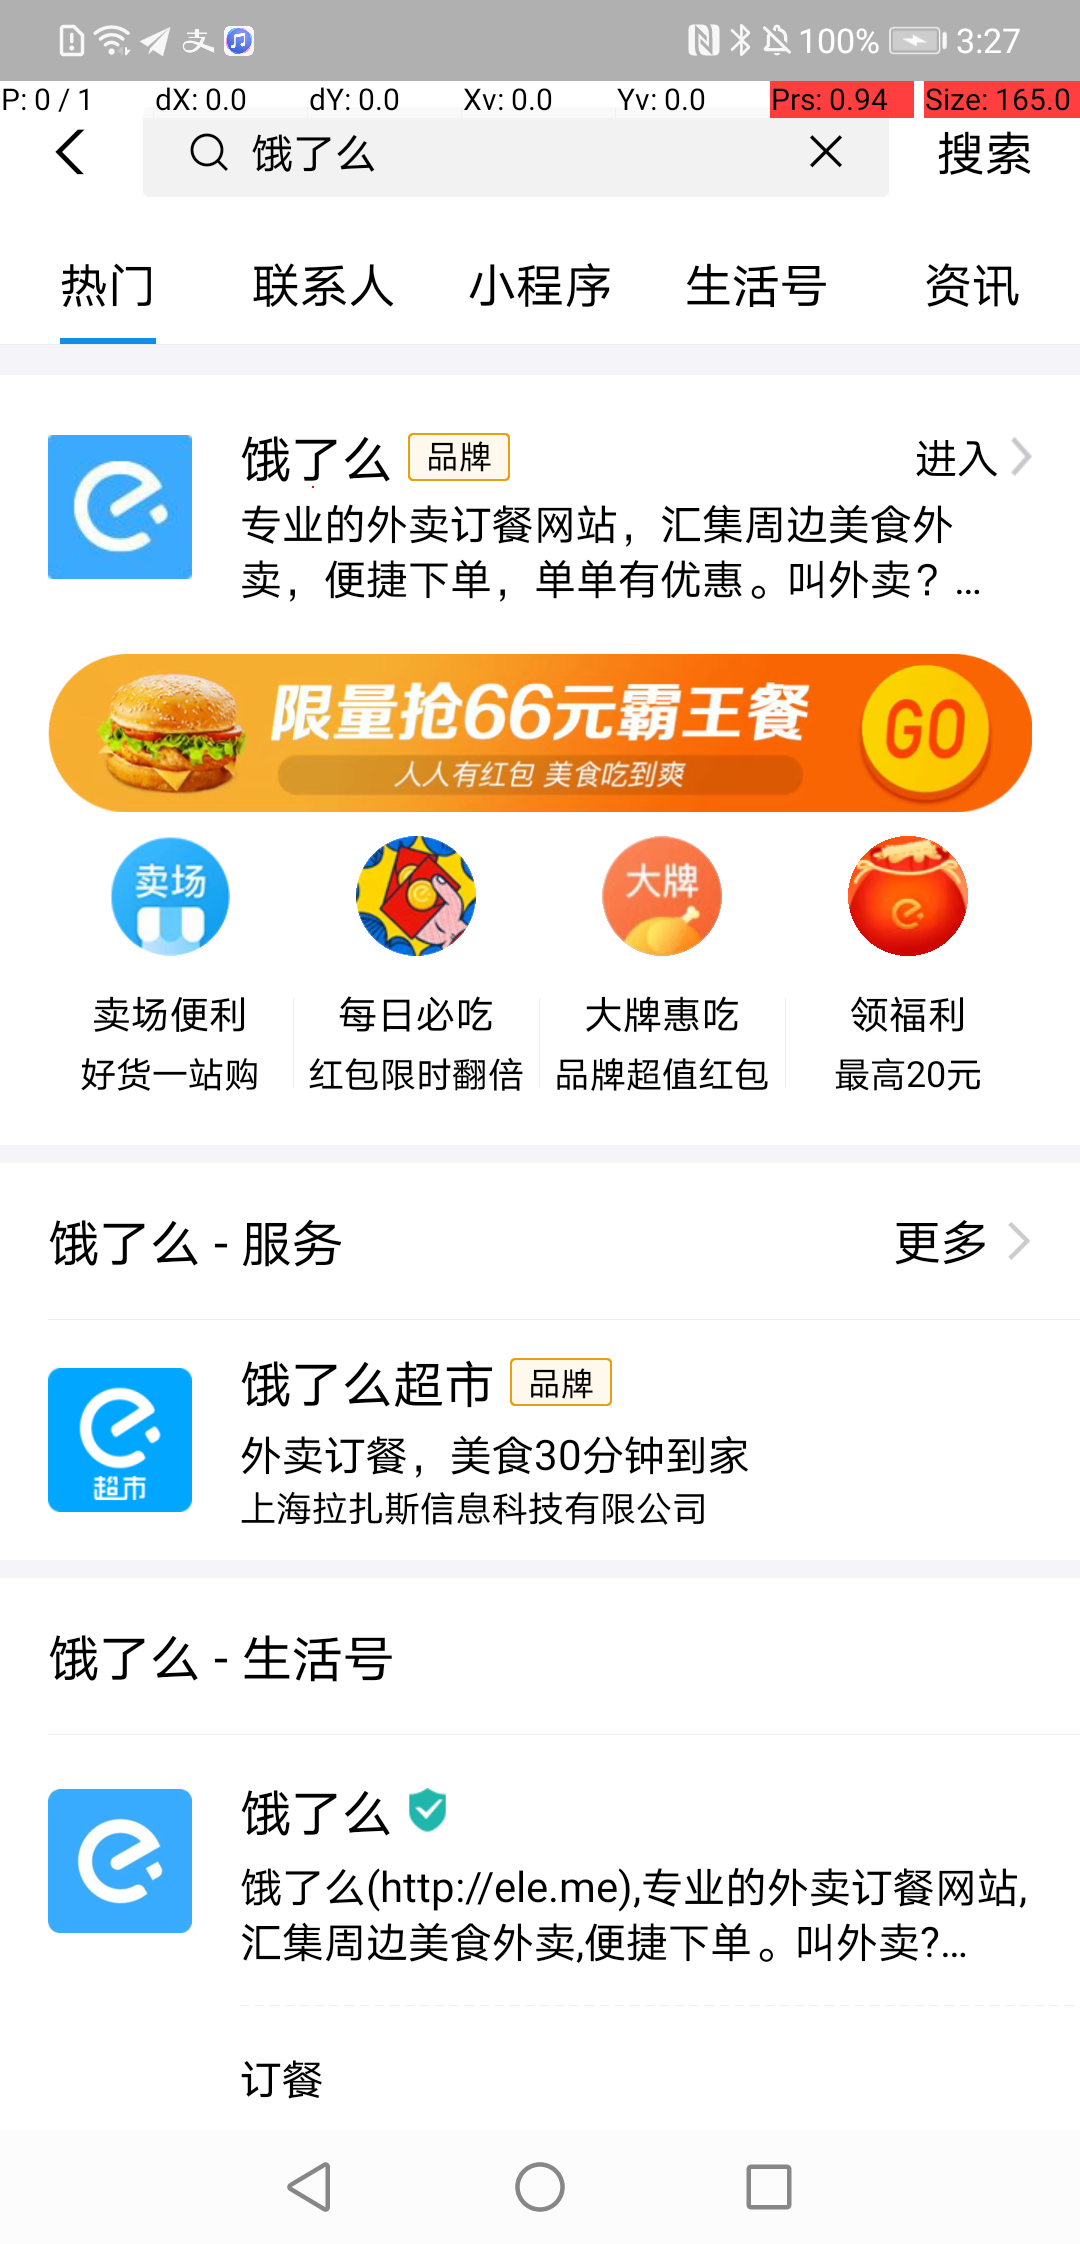 100% 3:27
P: 0 / 1 dX: 0.0 dY: 0.0 Xv: 0.0 Yv: 0.0 Prs: 0.94 Size: 165.0
饿了么 搜索
热门 联系人 小程序 生活号 资讯
饿了么 品牌 进入
专业的外卖订餐网站，汇集周边美食外
卖，便捷下单，单单有优惠。叫外卖？...
限量抢66元霸王餐 GO
人人有红包 美食吃到爽
卖场 大牌
卖场便利 每日必吃 大牌惠吃 领福利
好货一站购 红包限时翻倍 品牌超值红包 最高20元
饿了么 - 服务 更多
饿了么超市 品牌
外卖订餐，美食30分钟到家
超市
上海拉扎斯信息科技有限公司
饿了么 - 生活号
饿了么
饿了么(http://ele.me),专业的外卖订餐网站,
汇集周边美食外卖,便捷下单。叫外卖?...
订餐